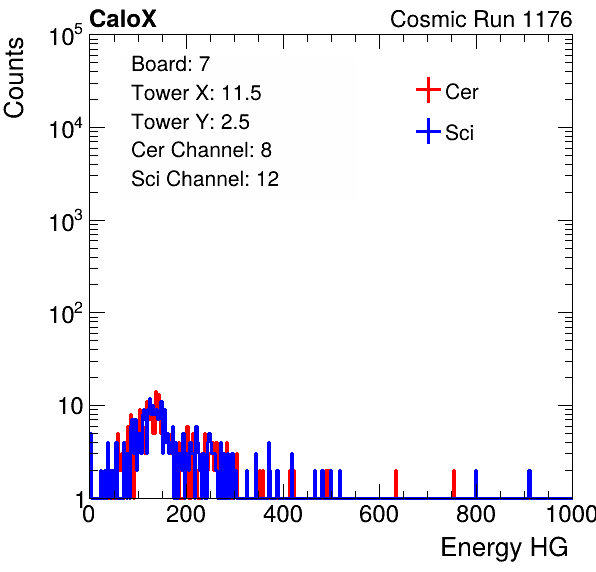 CaloX
Cosmic Run 1176
Counts
10^5
10^4
10^3
10^2
10
1
Board: 7
Tower X: 11.5
Tower Y: 2.5
Cer Channel: 8
Sci Channel: 12
Cer
Sci
0 200 400 600 800 1000
Energy HG